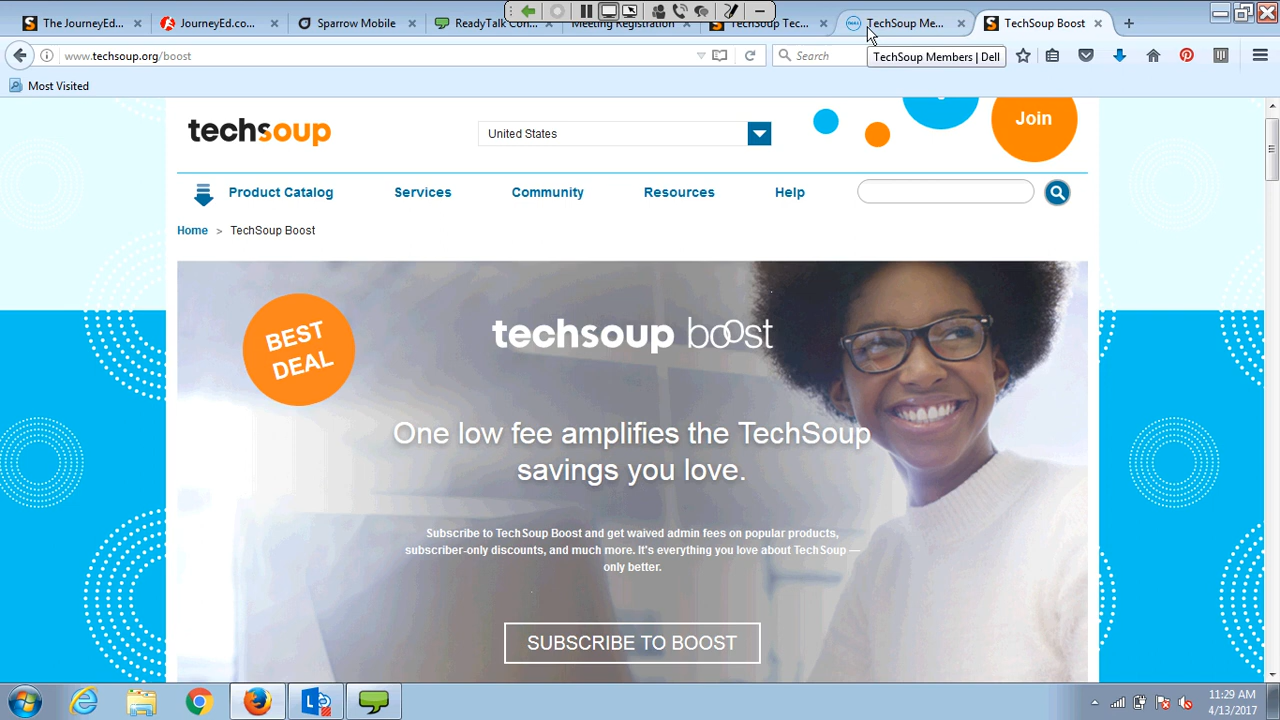 The JourneyEd...
JourneyEd.co...
Sparrow Mobile
ReadyTalk Con...
Meeting Registration
TechSoup Tec...
TechSoup Me...
TechSoup Boost
www.techsoup.org/boost
Search
TechSoup Members | Dell
Most Visited
techsoup
United States
Join
Product Catalog
Services
Community
Resources
Help
Home > TechSoup Boost
BEST
DEAL
techsoup boost
One low fee amplifies the TechSoup
savings you love.
Subscribe to TechSoup Boost and get waived admin fees on popular products,
subscriber-only discounts, and much more. It's everything you love about TechSoup —
only better.
SUBSCRIBE TO BOOST
11:29 AM
4/13/2017